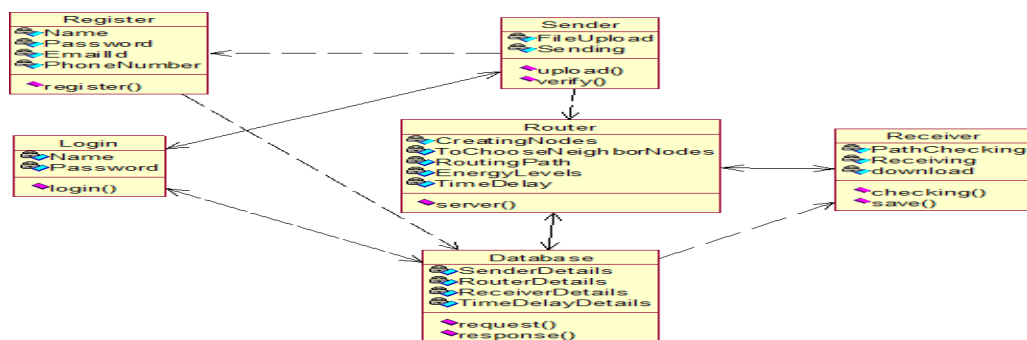 Register
Name
Password
EmailId
PhoneNumber
register()
Sender
FileUpload
Sending
upload()
verify()
Login
Name
Password
login()
Router
CreatingNodes
ToChooseNeighborNodes
RoutingPath
EnergyLevels
TimeDelay
server()
Receiver
PathChecking
Receiving
download
checking()
save()
Database
SenderDetails
RouterDetails
ReceiverDetails
TimeDelayDetails
request()
response()